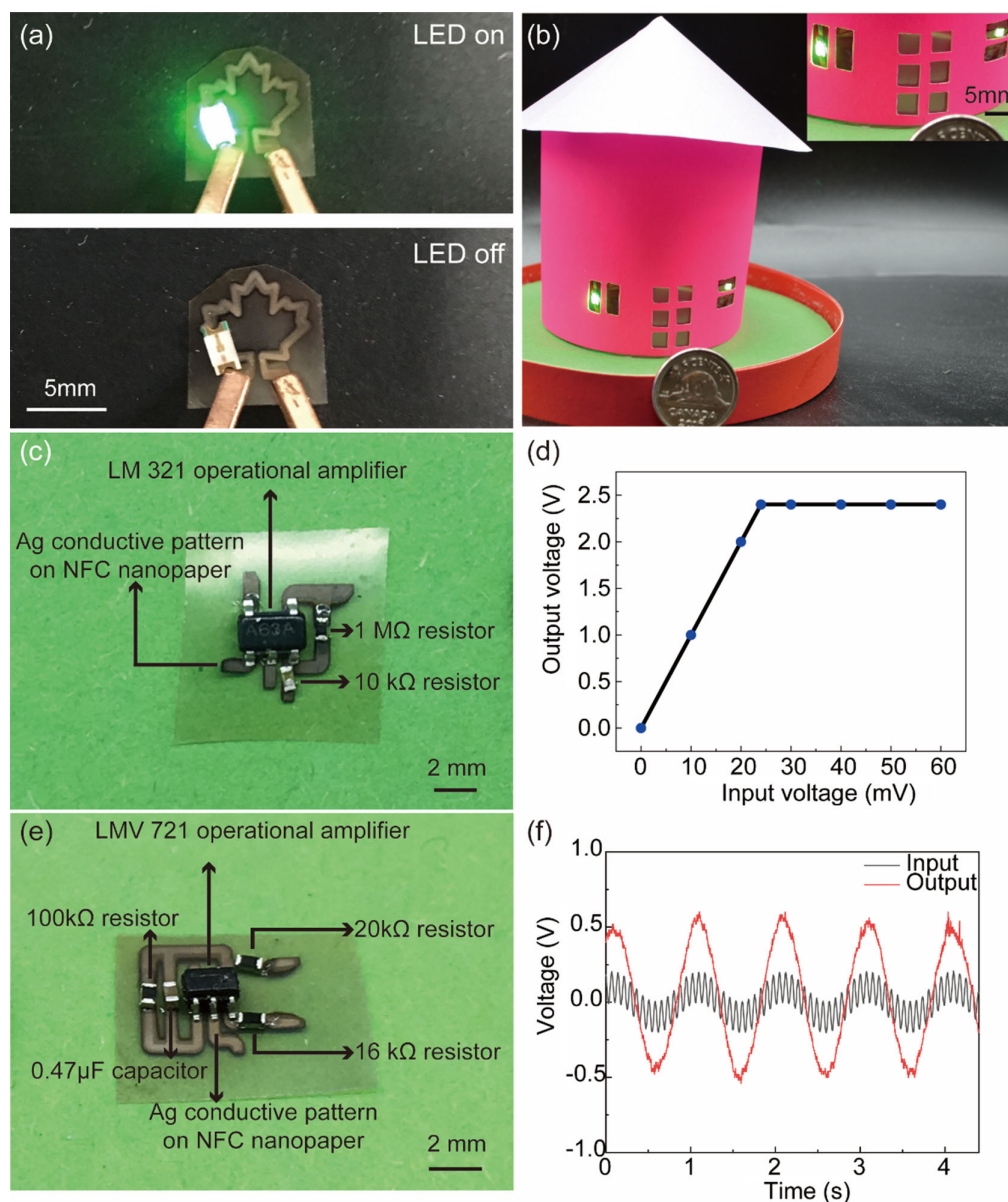 (a)
LED on
LED off
5mm
(b)
5mm
CENTS
5 CENTS
CANADA
(c)
LM 321 operational amplifier
Ag conductive pattern
on NFC nanopaper
A63A
1 MΩ resistor
10 kΩ resistor
2 mm
(d)
Output voltage (V)
2.5
2.0
1.5
1.0
0.5
0.0
0 10 20 30 40 50 60
Input voltage (mV)
(e)
LMV 721 operational amplifier
100kΩ resistor
20kΩ resistor
0.47μF capacitor
16 kΩ resistor
Ag conductive pattern
on NFC nanopaper
2 mm
(f)
Voltage (V)
1.0
0.5
0.0
-0.5
-1.0
Input
Output
0 1 2 3 4
Time (s)